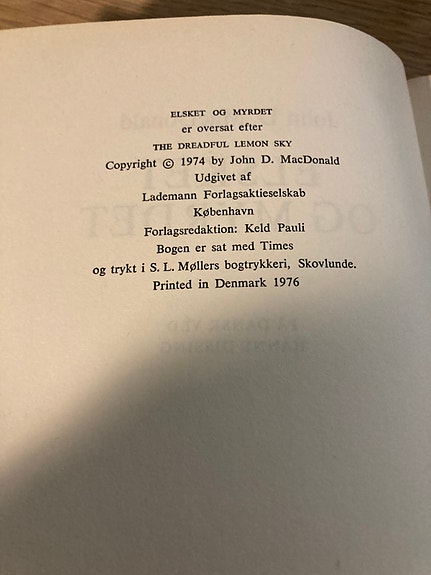 ELSKET OG MYRDET
er oversat efter
THE DREADFUL LEMON SKY
Copyright © 1974 by John D. MacDonald
Udgivet af
Lademann Forlagsaktieselskab
København
Forlagsredaktion: Keld Pauli
Bogen er sat med Times
og trykt i S. L. Møllers bogtrykkeri, Skovlunde.
Printed in Denmark 1976